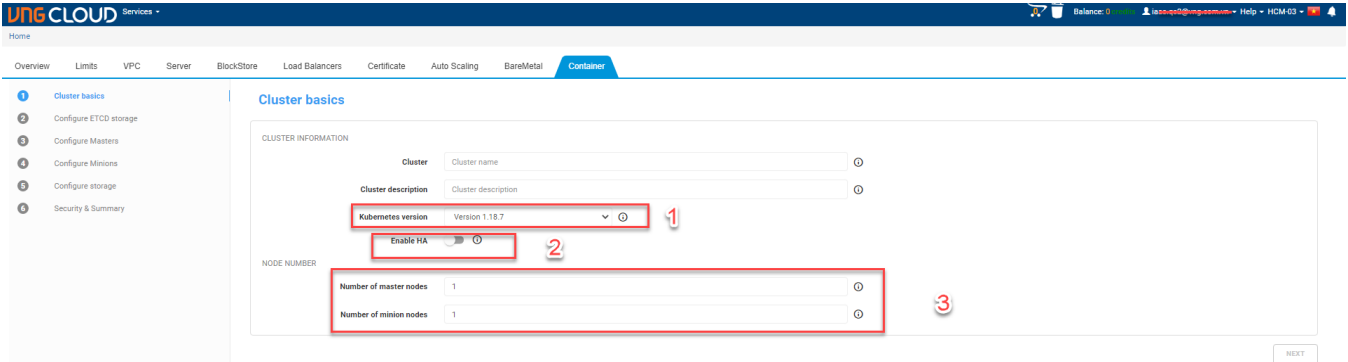 VNG CLOUD Services
Balance: 0 credits Help HCM-03
Home
Overview Limits VPC Server BlockStore Load Balancers Certificate Auto Scaling BareMetal Container
1 Cluster basics
2 Configure ETCD storage
3 Configure Masters
4 Configure Minions
5 Configure storage
6 Security & Summary
Cluster basics
CLUSTER INFORMATION
Cluster Cluster name
Cluster description Cluster description
Kubernetes version Version 1.18.7 1
Enable HA 2
NODE NUMBER
Number of master nodes 1
Number of minion nodes 1
3
NEXT